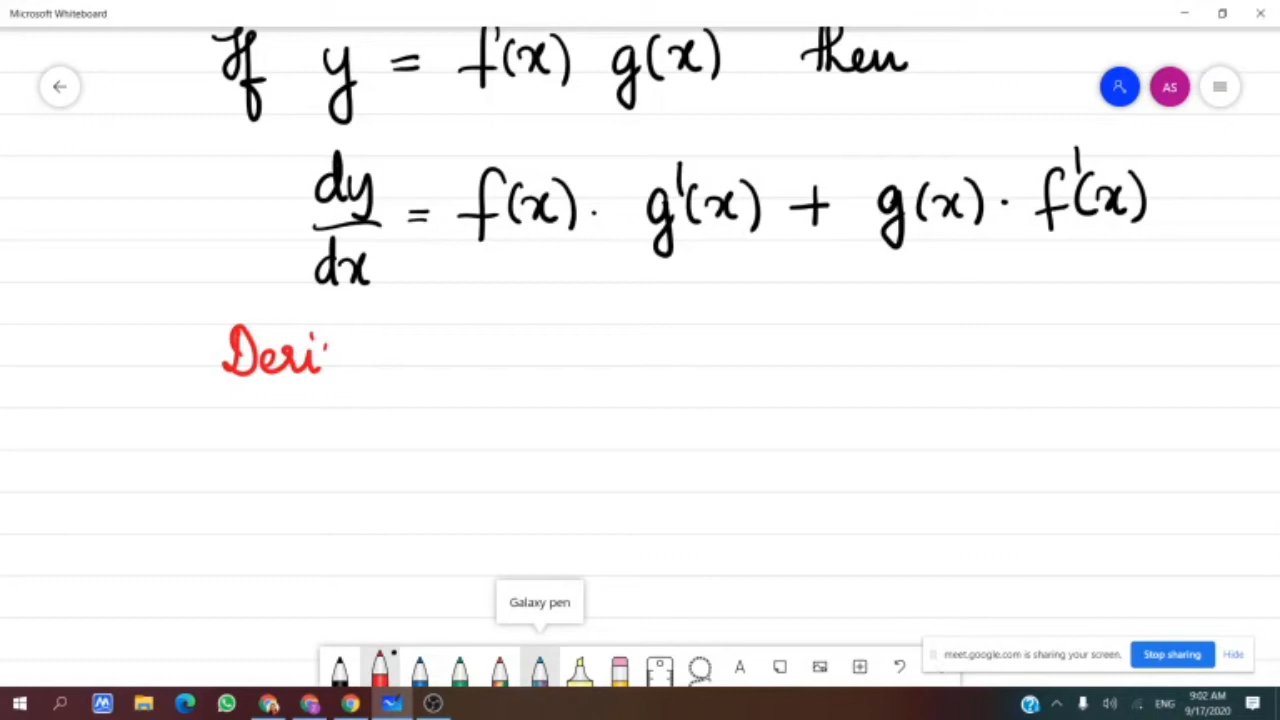 Microsoft Whiteboard
If y = f(x) g(x) then
AS
dy/dx = f(x) · g'(x) + g(x) · f'(x)
Deri
Galaxy pen
meet.google.com is sharing your screen.
Stop sharing
Hide
A
ENG
9:02 AM
9/17/2020